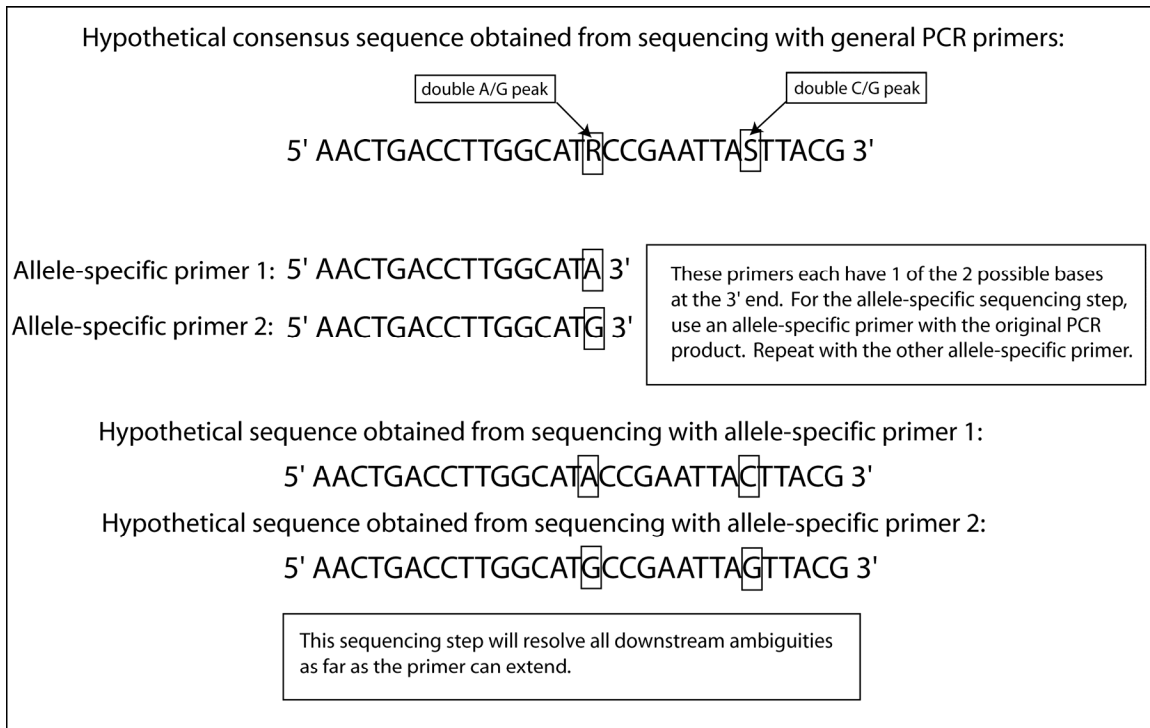 Hypothetical consensus sequence obtained from sequencing with general PCR primers:
double A/G peak
double C/G peak
5' AACTGACCTTGGCATRCCGAATTASTTACG 3'
Allele-specific primer 1: 5' AACTGACCTTGGCATA 3'
Allele-specific primer 2: 5' AACTGACCTTGGCATG 3'
These primers each have 1 of the 2 possible bases
at the 3' end. For the allele-specific sequencing step,
use an allele-specific primer with the original PCR
product. Repeat with the other allele-specific primer.
Hypothetical sequence obtained from sequencing with allele-specific primer 1:
5' AACTGACCTTGGCATACCGAATTACTTACG 3'
Hypothetical sequence obtained from sequencing with allele-specific primer 2:
5' AACTGACCTTGGCATGCCGAATTAGTTACG 3'
This sequencing step will resolve all downstream ambiguities
as far as the primer can extend.